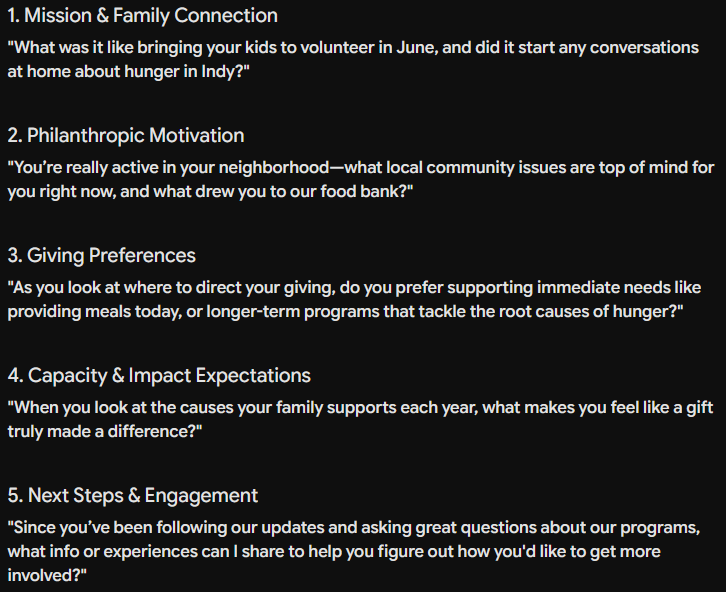 1. Mission & Family Connection
"What was it like bringing your kids to volunteer in June, and did it start any conversations
at home about hunger in Indy?"
2. Philanthropic Motivation
"You’re really active in your neighborhood—what local community issues are top of mind for
you right now, and what drew you to our food bank?"
3. Giving Preferences
"As you look at where to direct your giving, do you prefer supporting immediate needs like
providing meals today, or longer-term programs that tackle the root causes of hunger?"
4. Capacity & Impact Expectations
"When you look at the causes your family supports each year, what makes you feel like a gift
truly made a difference?"
5. Next Steps & Engagement
"Since you’ve been following our updates and asking great questions about our programs,
what info or experiences can I share to help you figure out how you'd like to get more
involved?"